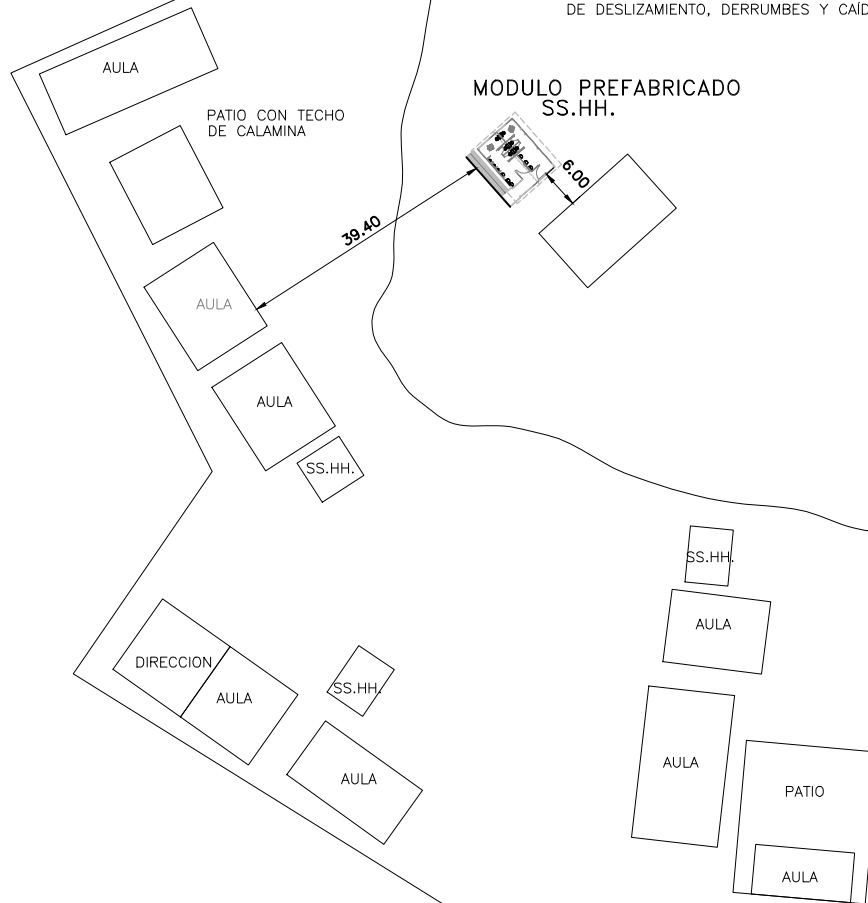 DE DESLIZAMIENTO, DERRUMBES Y CAÍD
AULA
MODULO PREFABRICADO
SS.HH.
PATIO CON TECHO
DE CALAMINA
6.00
39.40
AULA
AULA
SS.HH.
SS.HH.
AULA
DIRECCION
AULA
SS.HH.
AULA
AULA
PATIO
AULA